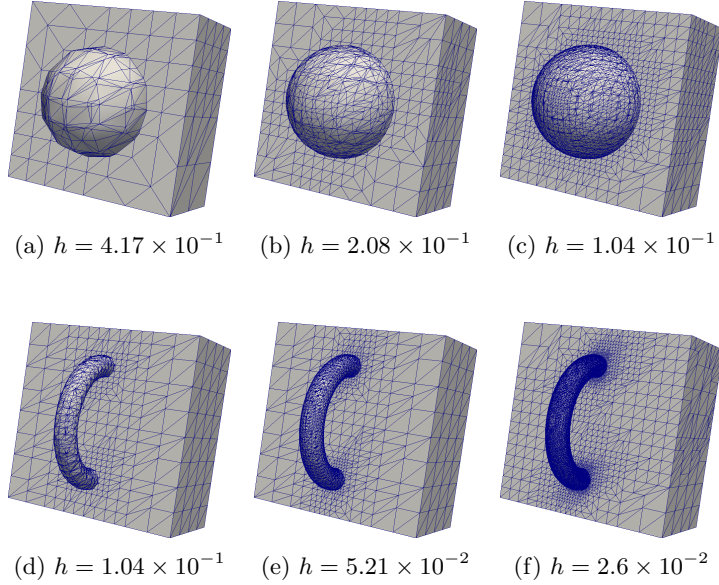 (a) h = 4.17 × 10⁻¹
(b) h = 2.08 × 10⁻¹
(c) h = 1.04 × 10⁻¹
(d) h = 1.04 × 10⁻¹
(e) h = 5.21 × 10⁻²
(f) h = 2.6 × 10⁻²